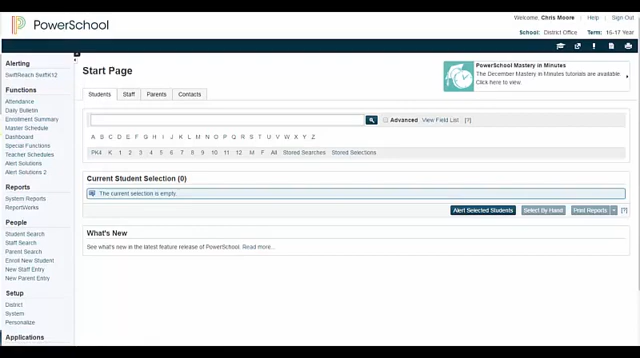 PowerSchool
Welcome, Chris Moore | Help | Sign Out
School: District Office Term: 16-17 Year
Alerting
SwiftReach SwiftK12
Functions
Attendance
Daily Bulletin
Enrollment Summary
Master Schedule
Dashboard
Special Functions
Teacher Schedules
Alert Solutions
Alert Solutions 2
Reports
System Reports
ReportWorks
People
Student Search
Staff Search
Parent Search
Enroll New Student
New Staff Entry
New Parent Entry
Setup
District
System
Personalize
Applications
Start Page
PowerSchool Mastery in Minutes
The December Mastery in Minutes tutorials are available.
Click here to view.
Students Staff Parents Contacts
Advanced View Field List [?]
A B C D E F G H I J K L M N O P Q R S T U V W X Y Z
PK4 K 1 2 3 4 5 6 7 8 9 10 11 12 M F All Stored Searches Stored Selections
Current Student Selection (0)
The current selection is empty.
Alert Selected Students Select By Hand Print Reports [?]
What's New
See what's new in the latest feature release of PowerSchool. Read more...